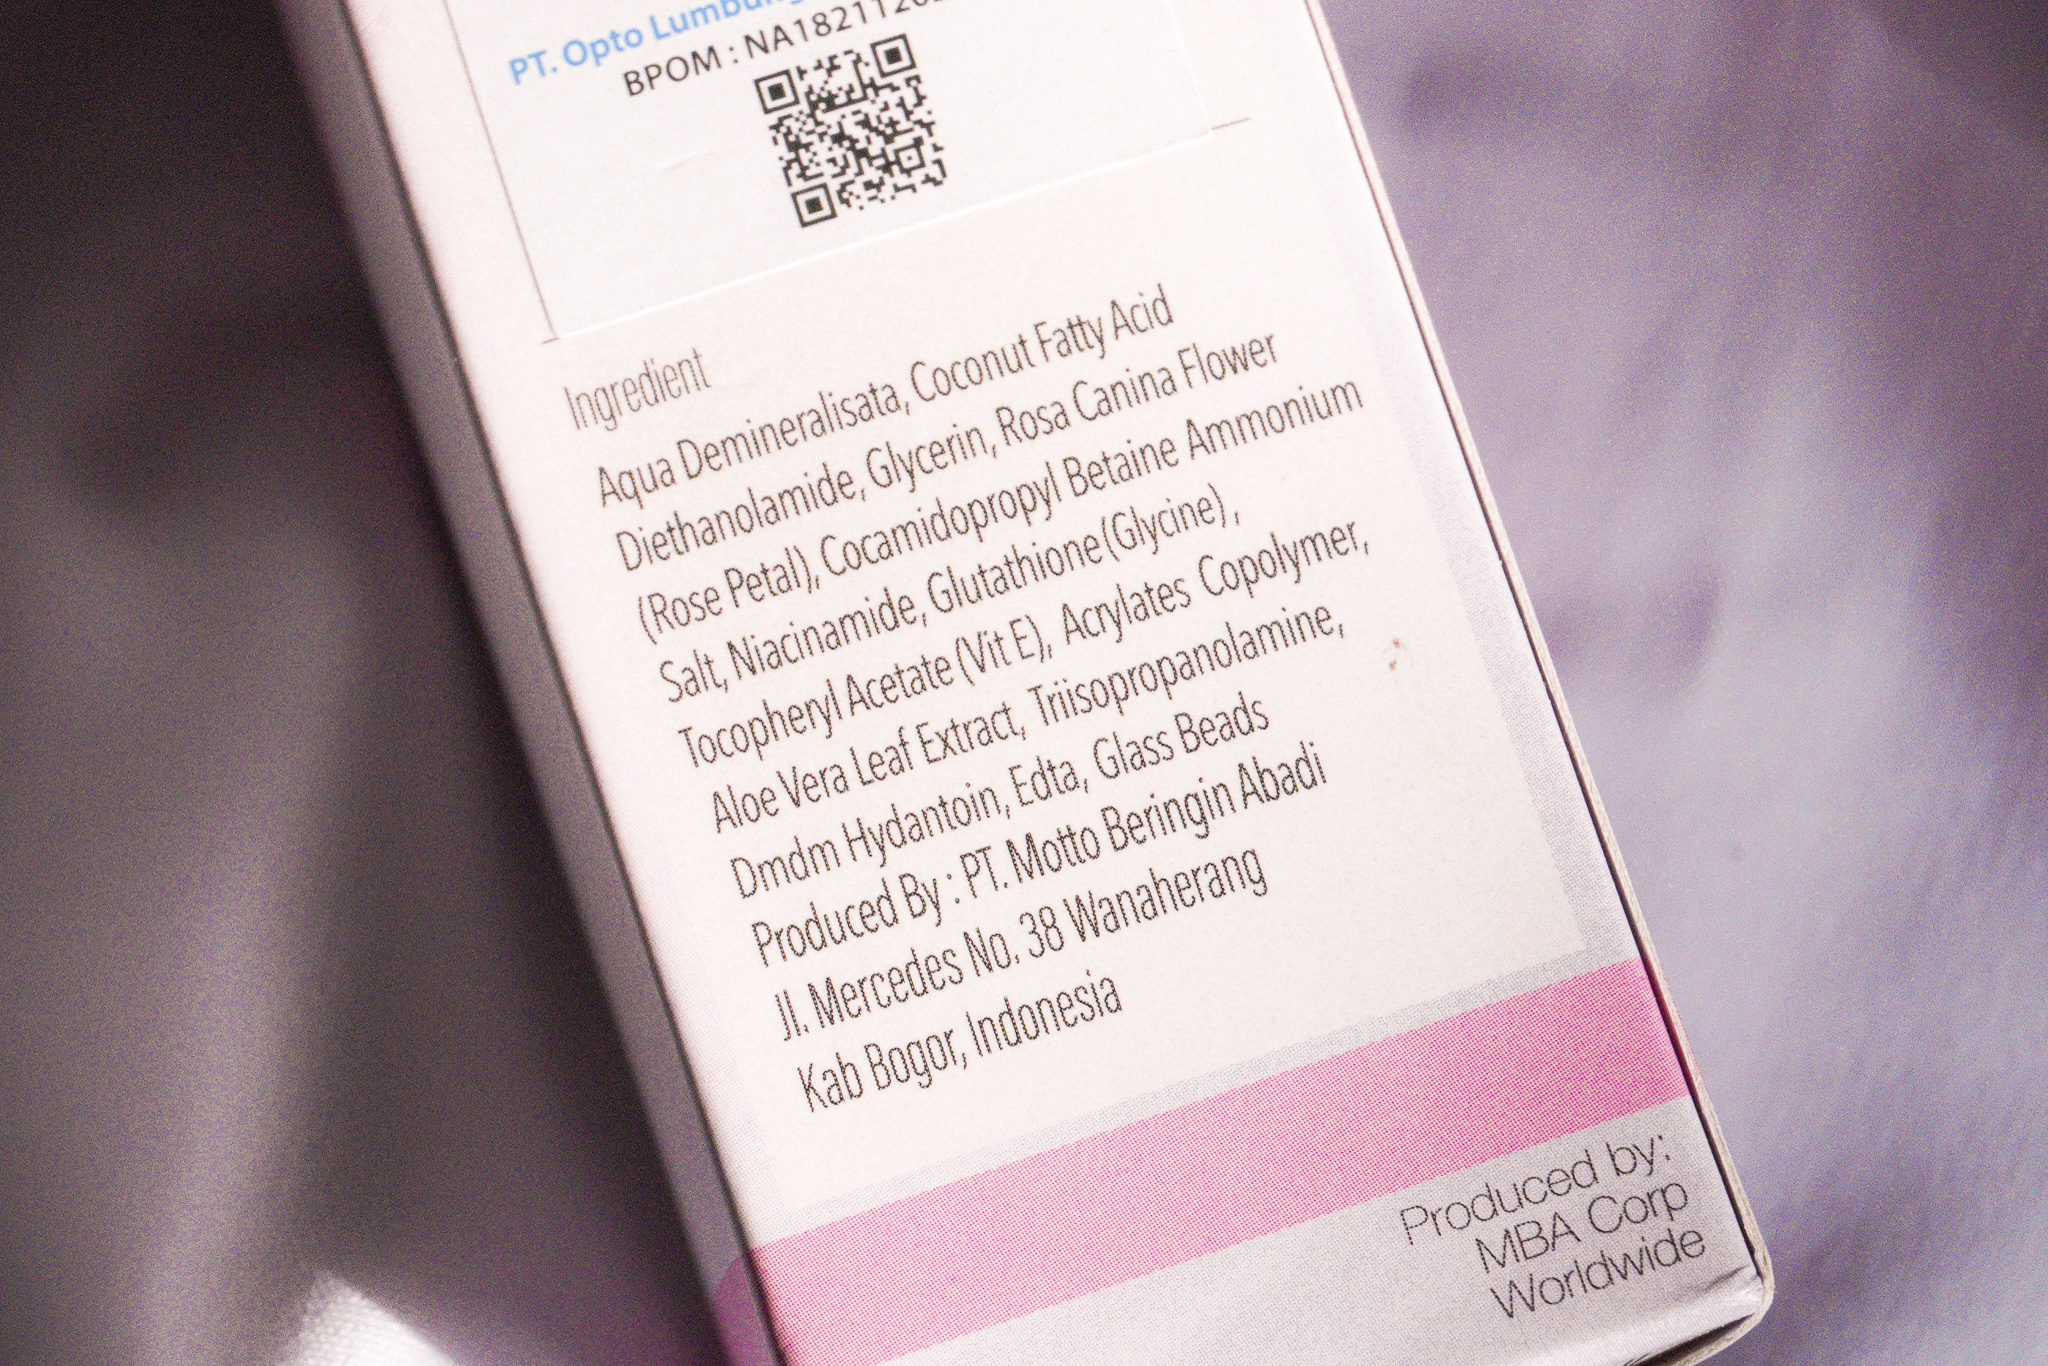 PT. Opto
BPOM :
Ingredient
Aqua Demineralisata, Coconut Fatty Acid
Diethanolamide, Glycerin, Rosa Canina Flower
(Rose Petal), Cocamidopropyl Betaine Ammonium
Salt, Niacinamide, Glutathione (Glycine) ,
Tocopheryl Acetate (Vit E), Acrylates Copolymer,
Aloe Vera Leaf Extract, Triisopropanolamine,
Dmdm Hydantoin, Edta, Glass Beads
Produced By : PT. Motto Beringin Abadi
Jl. Mercedes No. 38 Wanaherang
Kab Bogor, Indonesia
Produced by:
MBA Corp
Worldwide